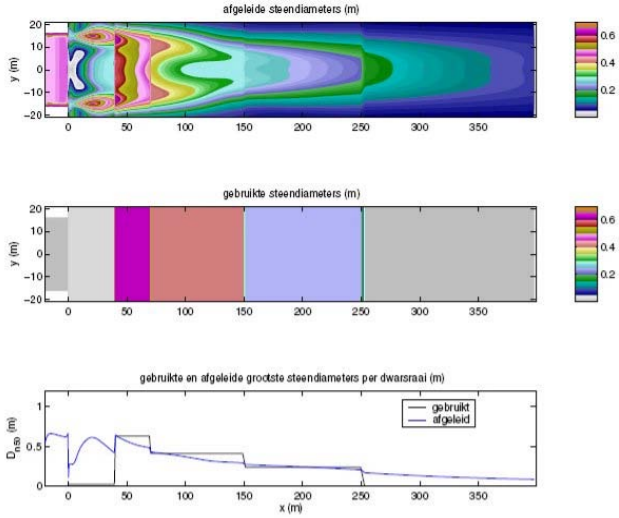 afgeleide steendiameters (m)
y (m)
20
10
0
−10
−20
0 50 100 150 200 250 300 350
0.6
0.4
0.2
gebruikte steendiameters (m)
y (m)
20
10
0
−10
−20
0 50 100 150 200 250 300 350
0.6
0.4
0.2
gebruikte en afgeleide grootste steendiameters per dwarsraai (m)
D_n50 (m)
1
0.5
0
gebruikt
afgeleid
0 50 100 150 200 250 300 350
x (m)